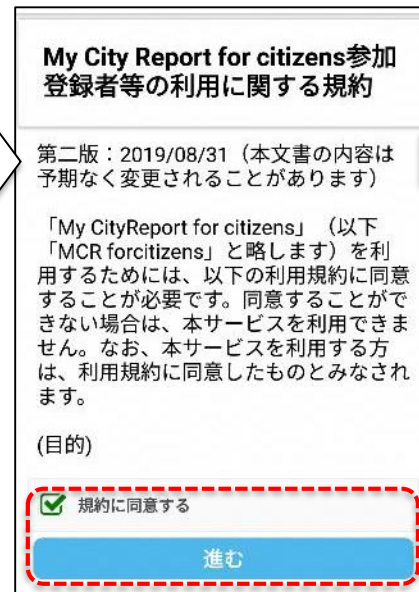 My City Report for citizens参加
登録者等の利用に関する規約
第二版：2019/08/31（本文書の内容は
予期なく変更されることがあります）
「My CityReport for citizens」（以下
「MCR forcitizens」と略します）を利
用するためには、以下の利用規約に同意
することが必要です。同意することがで
きない場合は、本サービスを利用できま
せん。なお、本サービスを利用する方
は、利用規約に同意したものとみなされ
ます。
(目的)
規約に同意する
進む